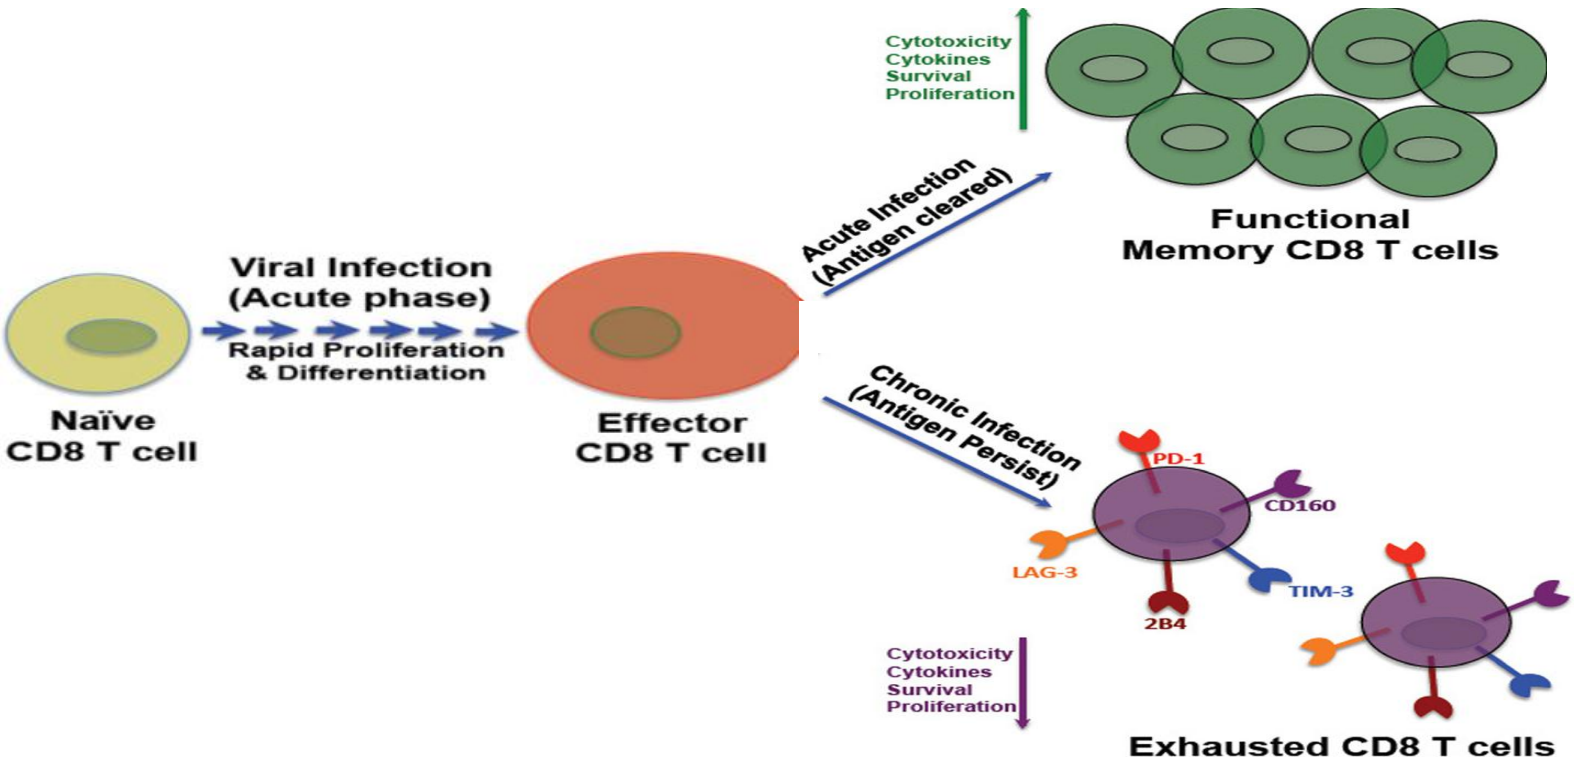 Naïve
CD8 T cell
Viral Infection
(Acute phase)
Rapid Proliferation
& Differentiation
Effector
CD8 T cell
Acute Infection
(Antigen cleared)
Cytotoxicity
Cytokines
Survival
Proliferation
Functional
Memory CD8 T cells
Chronic Infection
(Antigen Persist)
PD-1
CD160
LAG-3
TIM-3
2B4
Cytotoxicity
Cytokines
Survival
Proliferation
Exhausted CD8 T cells